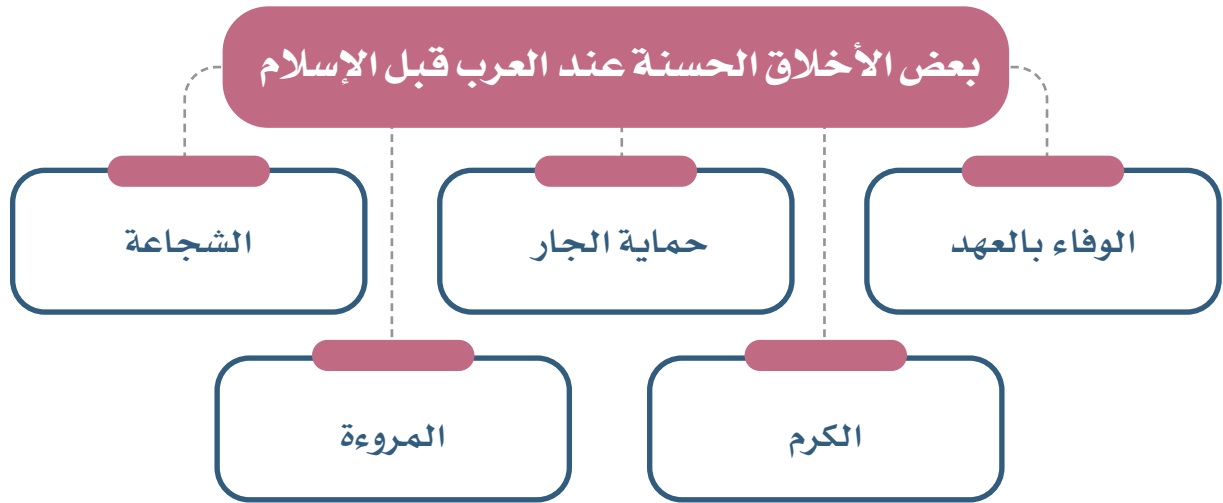 بعض الأخلاق الحسنة عند العرب قبل الإسلام
الوفاء بالعهد
حماية الجار
الشجاعة
الكرم
المروءة